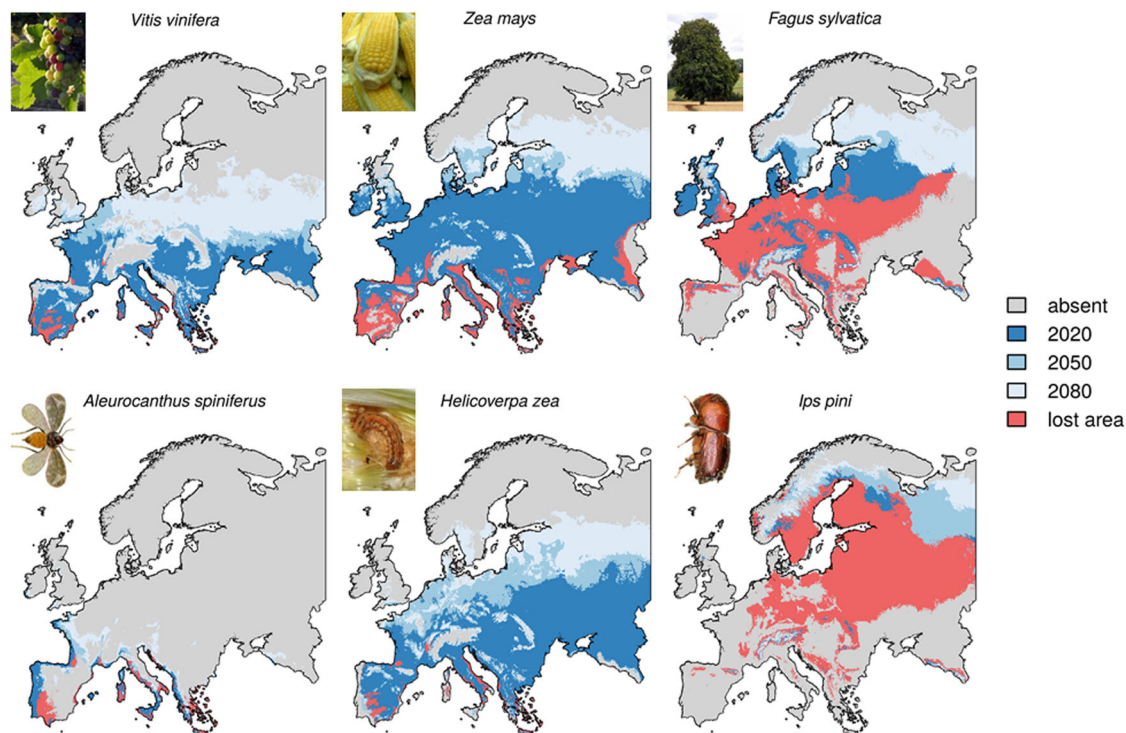 Vitis vinifera
Zea mays
Fagus sylvatica
absent
2020
2050
2080
lost area
Aleurocanthus spiniferus
Helicoverpa zea
Ips pini